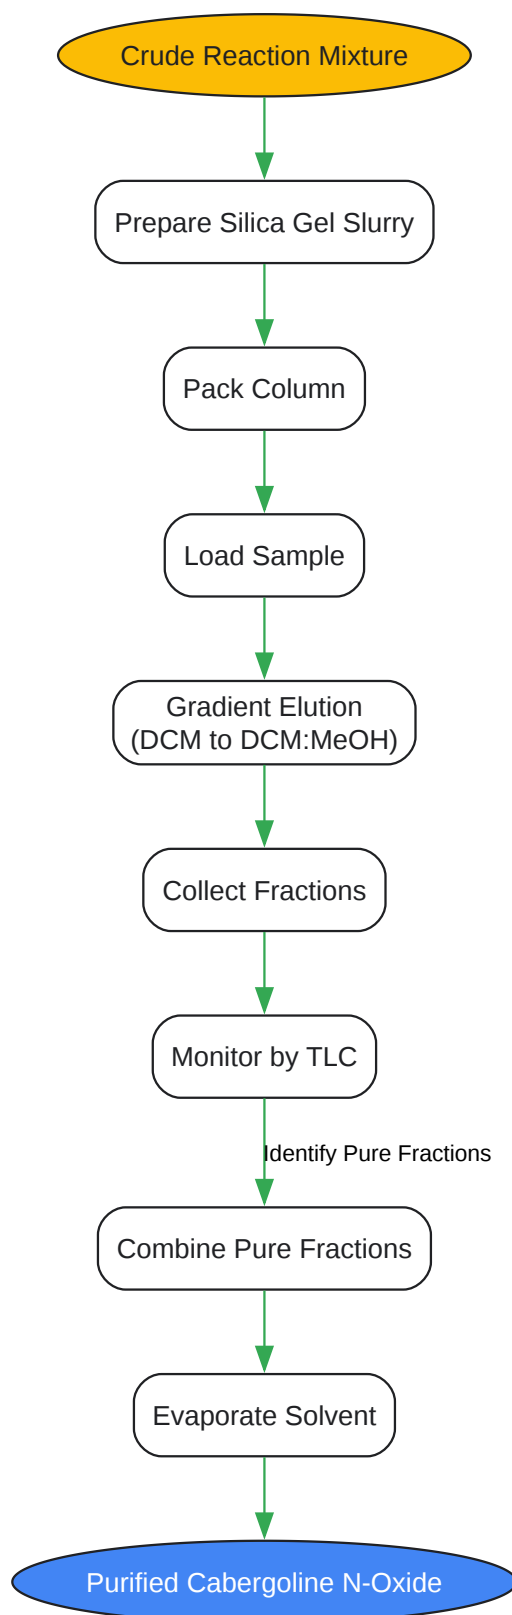 Crude Reaction Mixture
Prepare Silica Gel Slurry
Pack Column
Load Sample
Gradient Elution
(DCM to DCM:MeOH)
Collect Fractions
Monitor by TLC
Identify Pure Fractions
Combine Pure Fractions
Evaporate Solvent
Purified Cabergoline N-Oxide